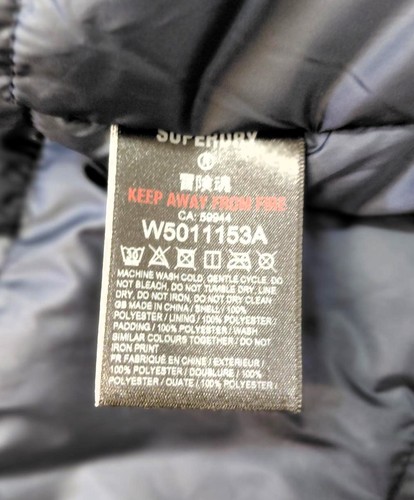 SUPERDRY
®
冒険魂
KEEP AWAY FROM FIRE
CA: 59944
W5011153A
30
MACHINE WASH COLD, GENTLE CYCLE, DO
NOT BLEACH, DO NOT TUMBLE DRY, LINE
DRY, DO NOT IRON, DO NOT DRY CLEAN
GB MADE IN CHINA / SHELL / 100%
POLYESTER / LINING / 100% POLYESTER /
PADDING / 100% POLYESTER / WASH
SIMILAR COLOURS TOGETHER / DO NOT
IRON PRINT
FR FABRIQUÉ EN CHINE / EXTÉRIEUR /
100% POLYESTER / DOUBLURE / 100%
POLYESTER / OUATE / 100% POLYESTER /